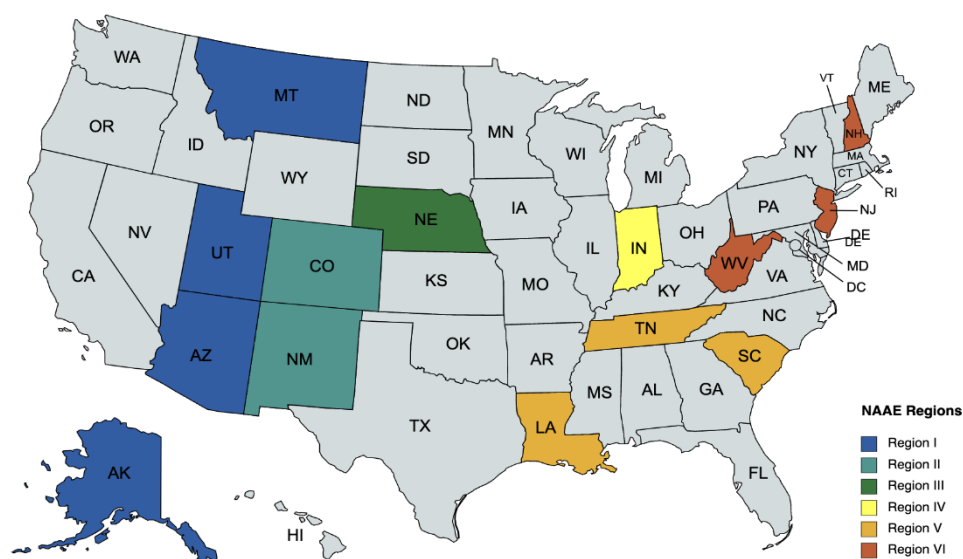 WA
MT
ND
MN
VT
ME
OR
ID
SD
WI
NY
NH
MA
WY
MI
CT
RI
NE
IA
PA
NJ
NV
UT
CO
IL
IN
OH
DE
DE
CA
KS
MO
WV
VA
MD
KY
DC
AZ
NM
OK
TN
NC
AR
SC
MS
AL
GA
TX
LA
FL
AK
HI
NAAE Regions
Region I
Region II
Region III
Region IV
Region V
Region VI